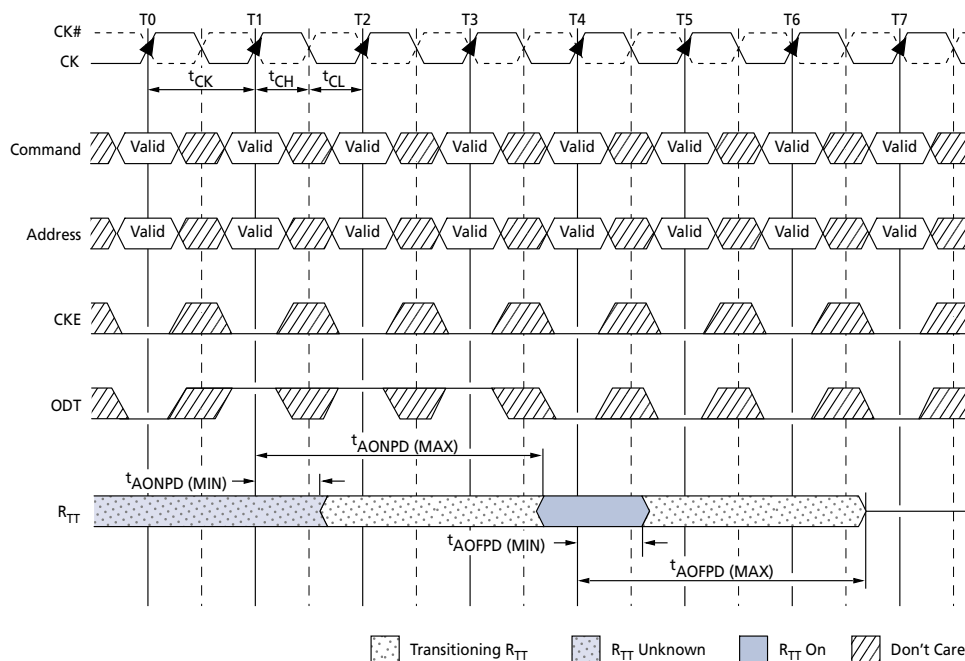 T0 T1 T2 T3 T4 T5 T6 T7
CK#
CK
tCK tCH tCL
Command Valid Valid Valid Valid Valid Valid Valid Valid
Address Valid Valid Valid Valid Valid Valid Valid Valid
CKE
ODT
tAONPD (MAX)
tAONPD (MIN)
RTT
tAOFPD (MIN)
tAOFPD (MAX)
Transitioning RTT RTT Unknown RTT On Don't Care